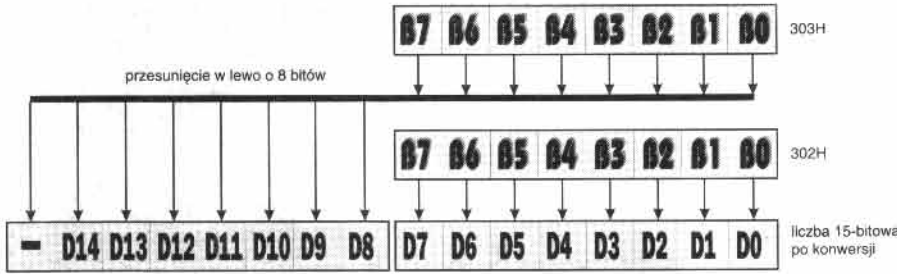 B7 B6 B5 B4 B3 B2 B1 B0 303H
przesunięcie w lewo o 8 bitów
B7 B6 B5 B4 B3 B2 B1 B0 302H
- D14 D13 D12 D11 D10 D9 D8 D7 D6 D5 D4 D3 D2 D1 D0 liczba 15-bitowa
po konwersji